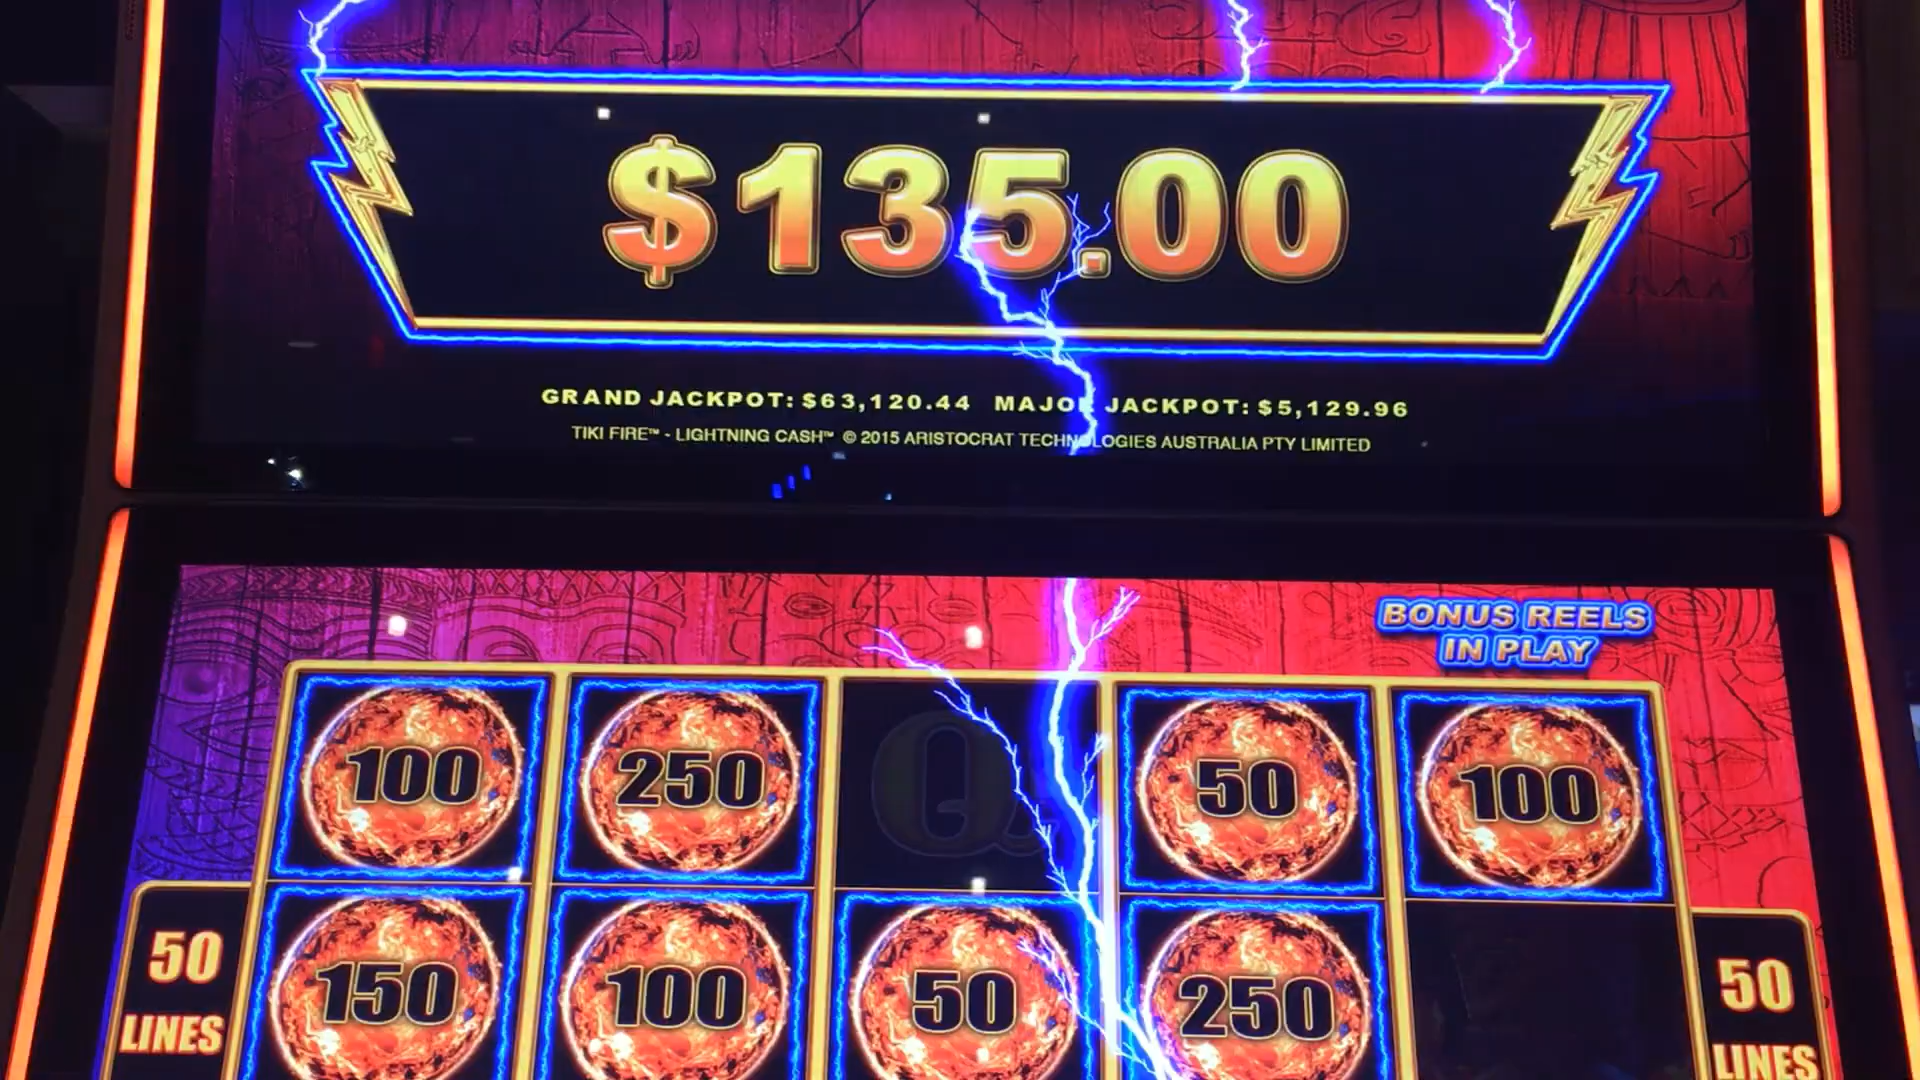 $135.00
GRAND JACKPOT: $63,120.44 MAJOR JACKPOT: $5,129.96
TIKI FIRE™ - LIGHTNING CASH™ © 2015 ARISTOCRAT TECHNOLOGIES AUSTRALIA PTY LIMITED
BONUS REELS
IN PLAY
100 250 Q 50 100
150 100 50 250
50
LINES
50
LINES